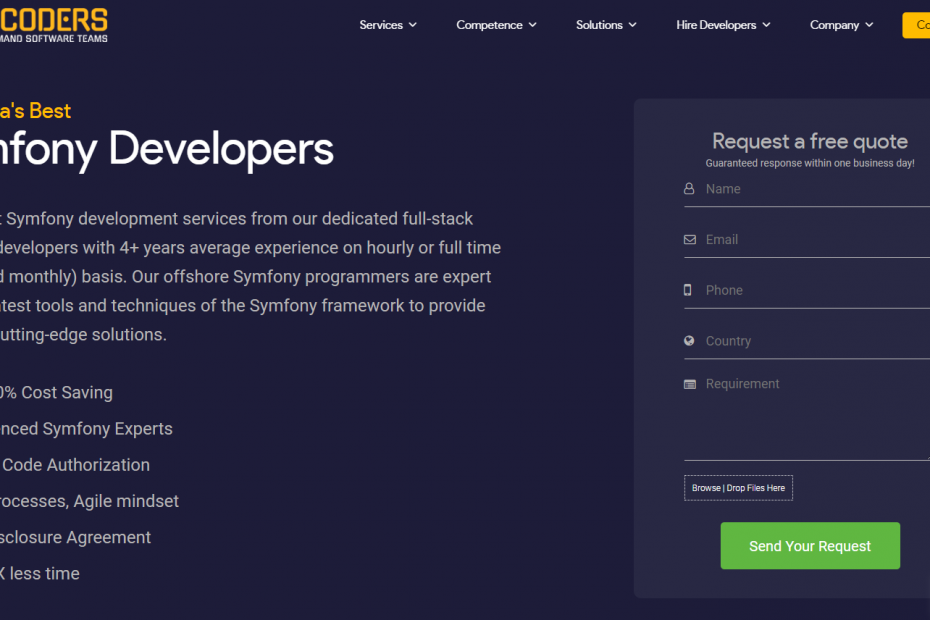 CODERS
MAND SOFTWARE TEAMS
Services
Competence
Solutions
Hire Developers
Company
Co
a's Best
nfony Developers
t Symfony development services from our dedicated full-stack
developers with 4+ years average experience on hourly or full time
d monthly) basis. Our offshore Symfony programmers are expert
atest tools and techniques of the Symfony framework to provide
utting-edge solutions.
0% Cost Saving
enced Symfony Experts
Code Authorization
rocesses, Agile mindset
sclosure Agreement
X less time
Request a free quote
Guaranteed response within one business day!
Name
Email
Phone
Country
Requirement
Browse | Drop Files Here
Send Your Request